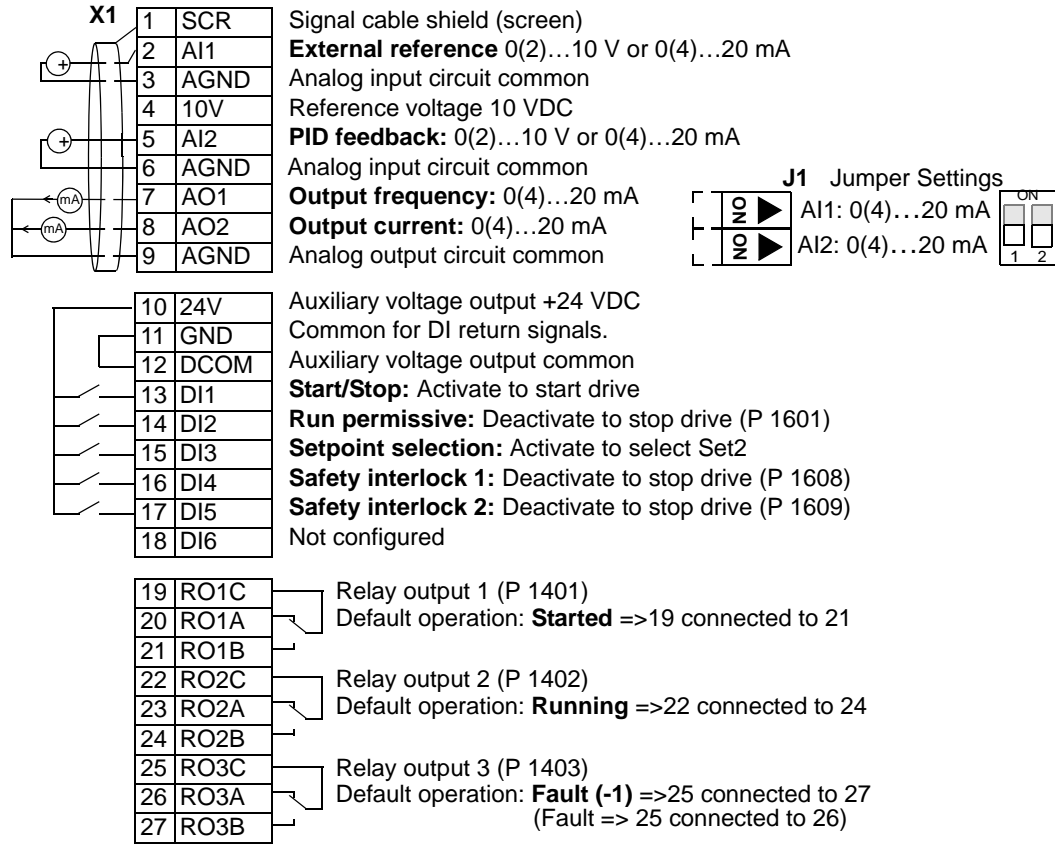 X1
1 SCR Signal cable shield (screen)
2 AI1 External reference 0(2)…10 V or 0(4)…20 mA
+
3 AGND Analog input circuit common
4 10V Reference voltage 10 VDC
5 AI2 PID feedback: 0(2)…10 V or 0(4)…20 mA
+
6 AGND Analog input circuit common
7 AO1 Output frequency: 0(4)…20 mA
mA
8 AO2 Output current: 0(4)…20 mA
mA
9 AGND Analog output circuit common
J1 Jumper Settings
ON AI1: 0(4)…20 mA
ON AI2: 0(4)…20 mA
ON
1 2
10 24V Auxiliary voltage output +24 VDC
11 GND Common for DI return signals.
12 DCOM Auxiliary voltage output common
13 DI1 Start/Stop: Activate to start drive
14 DI2 Run permissive: Deactivate to stop drive (P 1601)
15 DI3 Setpoint selection: Activate to select Set2
16 DI4 Safety interlock 1: Deactivate to stop drive (P 1608)
17 DI5 Safety interlock 2: Deactivate to stop drive (P 1609)
18 DI6 Not configured
19 RO1C Relay output 1 (P 1401)
20 RO1A Default operation: Started =>19 connected to 21
21 RO1B
22 RO2C Relay output 2 (P 1402)
23 RO2A Default operation: Running =>22 connected to 24
24 RO2B
25 RO3C Relay output 3 (P 1403)
26 RO3A Default operation: Fault (-1) =>25 connected to 27
27 RO3B (Fault => 25 connected to 26)